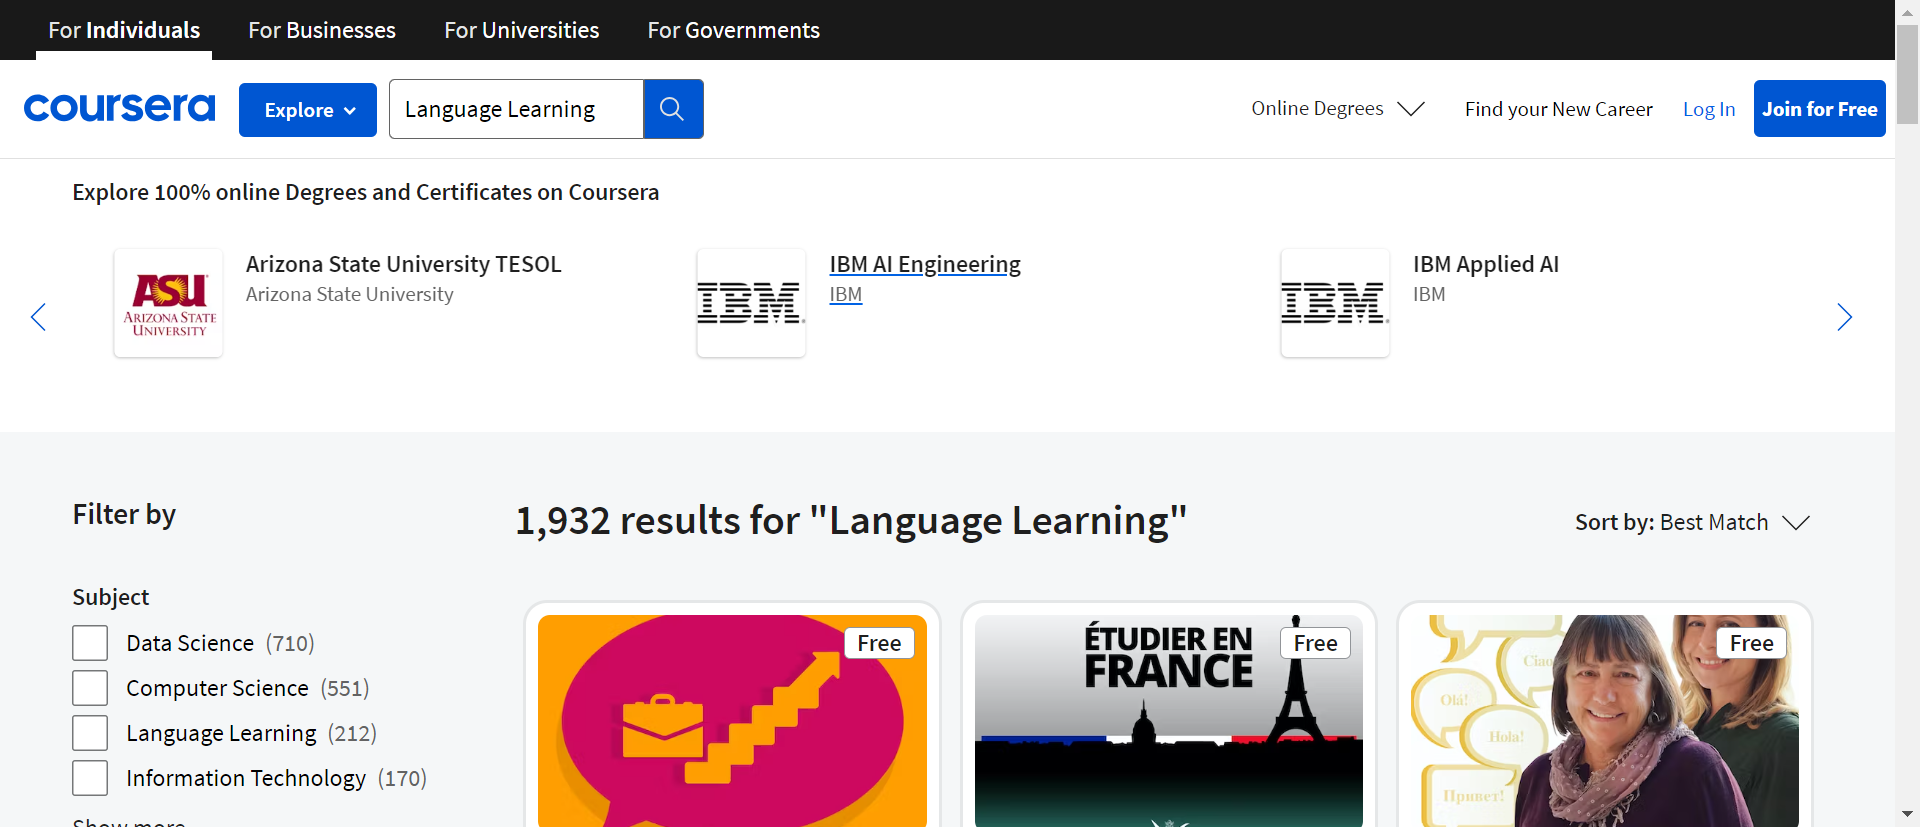 For Individuals
For Businesses
For Universities
For Governments
coursera
Explore
Language Learning
Online Degrees
Find your New Career
Log In
Join for Free
Explore 100% online Degrees and Certificates on Coursera
ASU
ARIZONA STATE
UNIVERSITY
Arizona State University TESOL
Arizona State University
IBM
IBM AI Engineering
IBM
IBM
IBM Applied AI
IBM
Filter by
1,932 results for "Language Learning"
Sort by: Best Match
Subject
Data Science (710)
Computer Science (551)
Language Learning (212)
Information Technology (170)
Show more
Free
ÉTUDIER EN
FRANCE
Free
Free
Ciao
Olá!
Hola!
Привет!